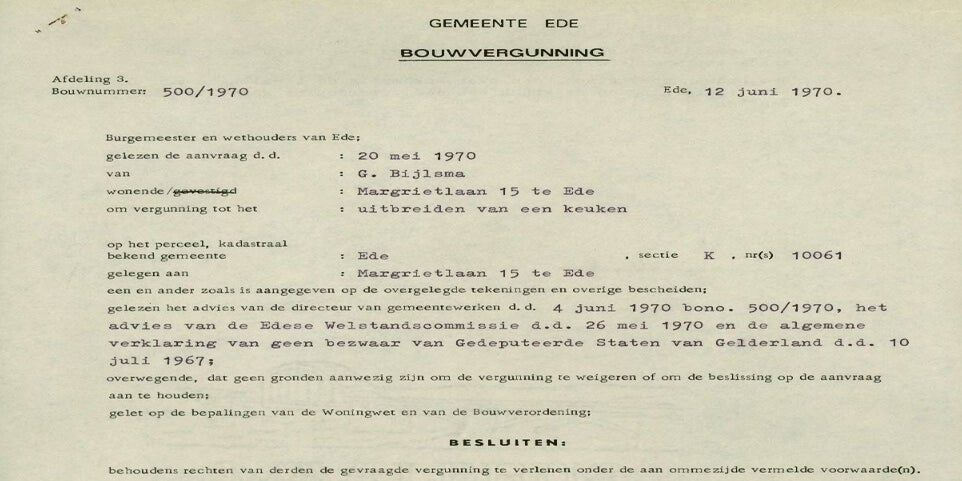 GEMEENTE EDE
BOUWVERGUNNING
Afdeling 3.
Bouwnummer: 500/1970 Ede, 12 juni 1970.
Burgemeester en wethouders van Ede;
gelezen de aanvraag d.d. : 20 mei 1970
van : G. Bijlsma
wonende/gevestigd : Margrietlaan 15 te Ede
om vergunning tot het : uitbreiden van een keuken
op het perceel, kadastraal
bekend gemeente : Ede , sectie K , nr(s) 10061
gelegen aan : Margrietlaan 15 te Ede
een en ander zoals is aangegeven op de overgelegde tekeningen en overige bescheiden;
gelezen het advies van de directeur van gemeentewerken d.d. 4 juni 1970 bono. 500/1970, het
advies van de Edese Welstandscommissie d.d. 26 mei 1970 en de algemene
verklaring van geen bezwaar van Gedeputeerde Staten van Gelderland d.d. 10
juli 1967;
overwegende, dat geen gronden aanwezig zijn om de vergunning te weigeren of om de beslissing op de aanvraag
aan te houden;
gelet op de bepalingen van de Woningwet en van de Bouwverordening;
BESLUITEN:
behoudens rechten van derden de gevraagde vergunning te verlenen onder de aan ommezijde vermelde voorwaarde(n).